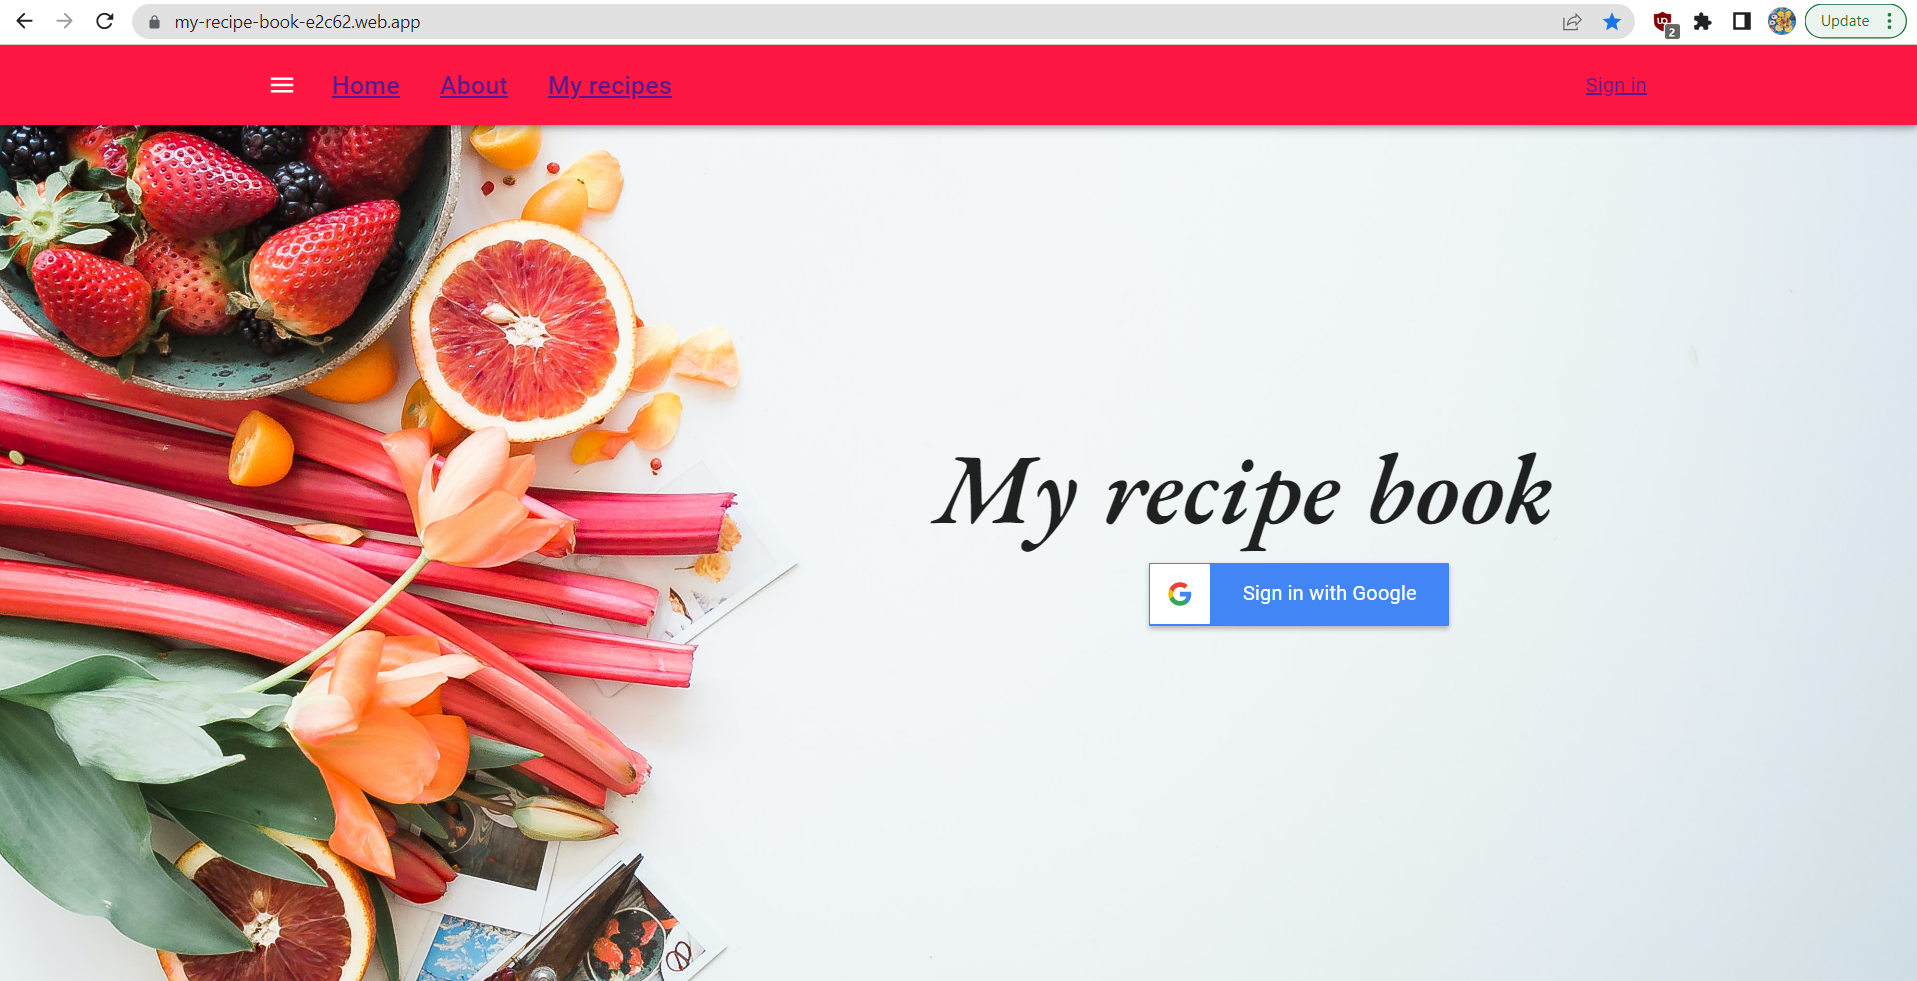 my-recipe-book-e2c62.web.app
2
Update
Home About My recipes Sign in
My recipe book
G Sign in with Google